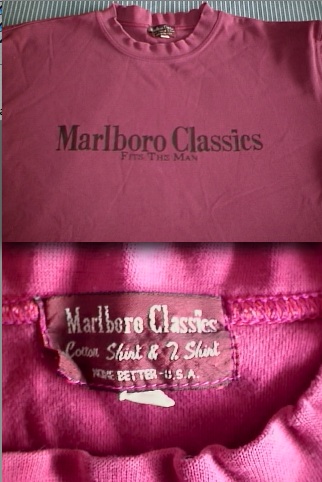 Marlboro Classics
FITS THE MAN
Marlboro Classics
Cotton Shirt & T. Shirt
NONE BETTER-U.S.A.